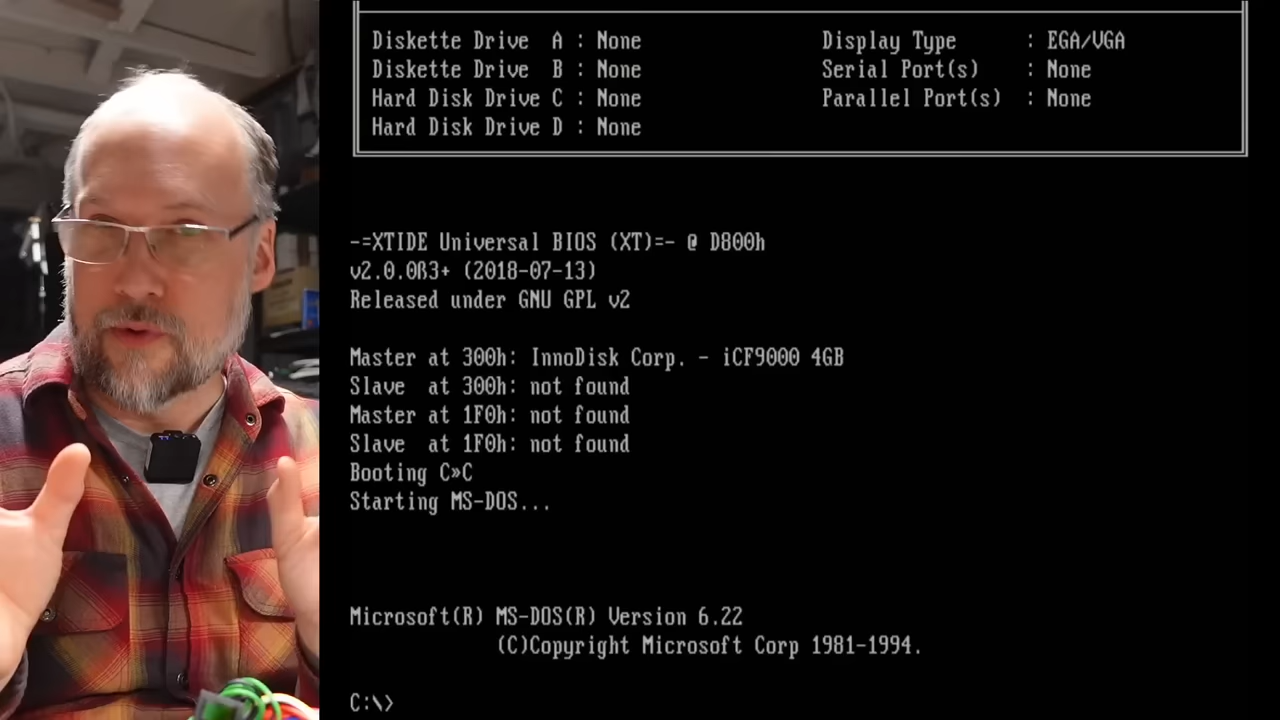 Diskette Drive A : None Display Type : EGA/VGA
Diskette Drive B : None Serial Port(s) : None
Hard Disk Drive C : None Parallel Port(s) : None
Hard Disk Drive D : None
-=XTIDE Universal BIOS (XT)=- @ D800h
v2.0.0ß3+ (2018-07-13)
Released under GNU GPL v2
Master at 300h: InnoDisk Corp. - iCF9000 4GB
Slave at 300h: not found
Master at 1F0h: not found
Slave at 1F0h: not found
Booting C»C
Starting MS-DOS...
Microsoft(R) MS-DOS(R) Version 6.22
(C)Copyright Microsoft Corp 1981-1994.
C:\>